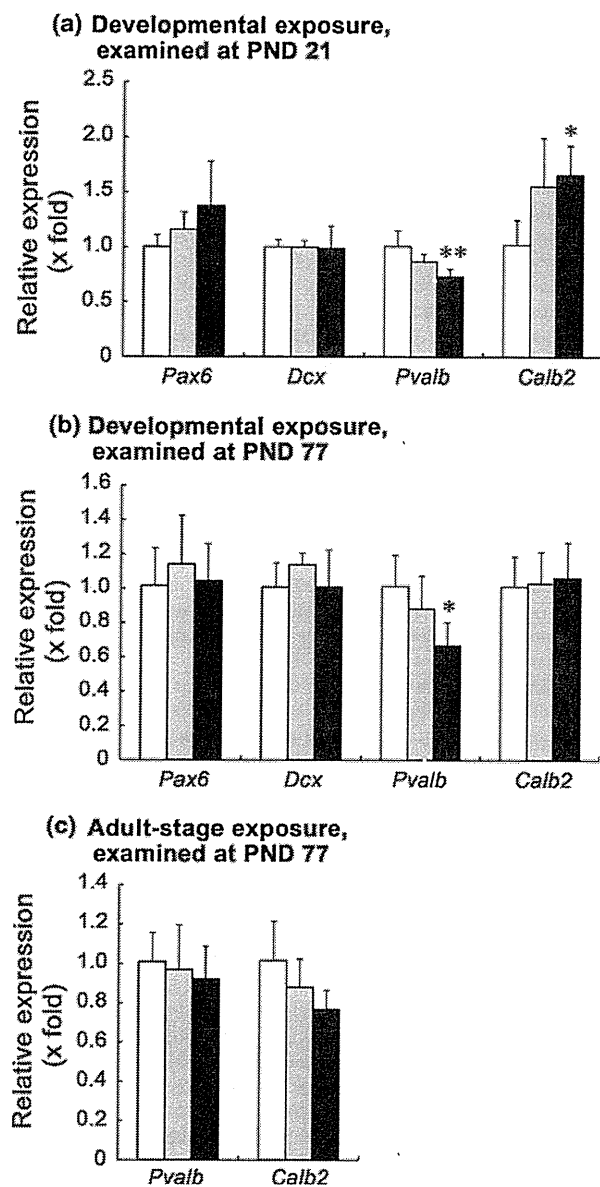 (a) Developmental exposure,
examined at PND 21
Relative expression
(x fold)
2.5
2.0
1.5
1.0
0.5
0
*
**
Pax6 Dcx Pvalb Calb2
(b) Developmental exposure,
examined at PND 77
Relative expression
(x fold)
1.6
1.4
1.2
1.0
0.8
0.6
0.4
0.2
0
*
Pax6 Dcx Pvalb Calb2
(c) Adult-stage exposure,
examined at PND 77
Relative expression
(x fold)
1.4
1.2
1.0
0.8
0.6
0.4
0.2
0
Pvalb Calb2